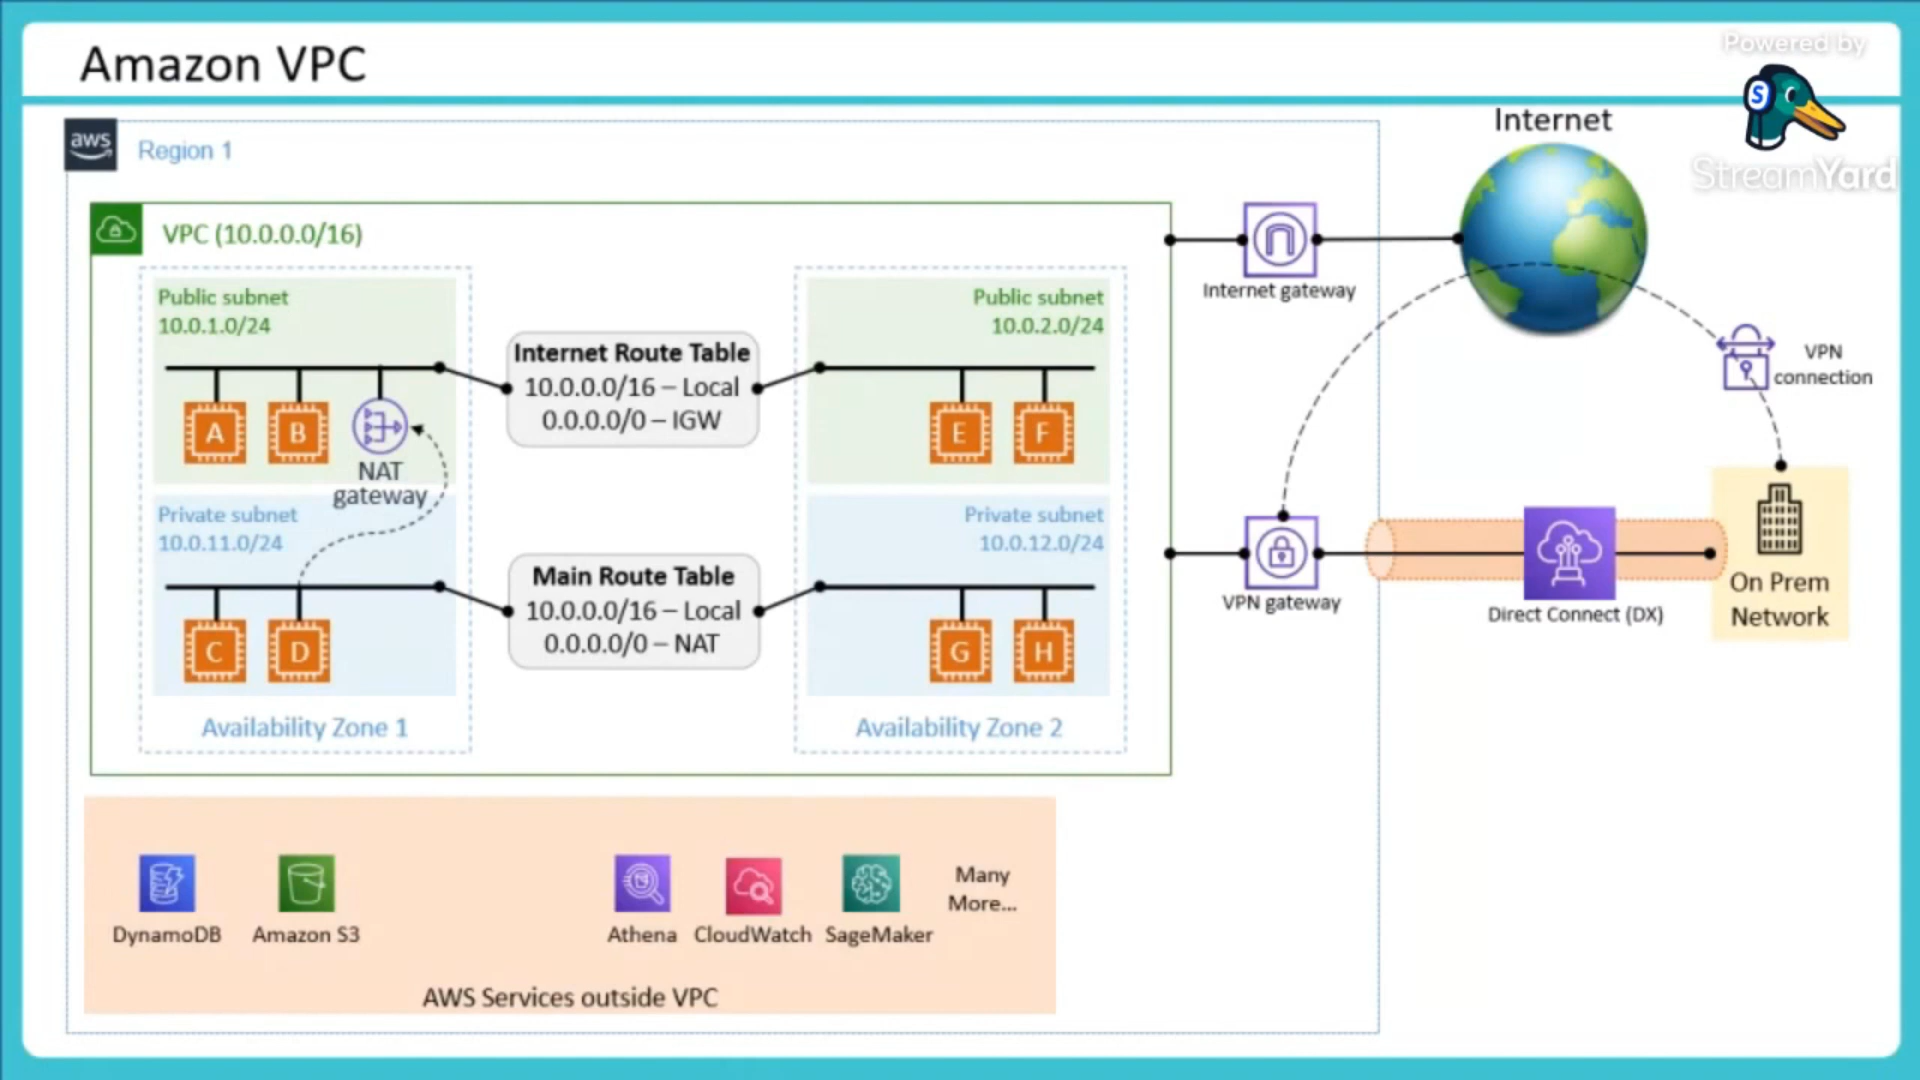 Amazon VPC
Powered by
S
StreamYard
aws
Region 1
Internet
VPC (10.0.0.0/16)
Public subnet
10.0.1.0/24
A
B
NAT
gateway
Internet Route Table
10.0.0.0/16 – Local
0.0.0.0/0 – IGW
Public subnet
10.0.2.0/24
E
F
Internet gateway
VPN
connection
Private subnet
10.0.11.0/24
C
D
Main Route Table
10.0.0.0/16 – Local
0.0.0.0/0 – NAT
Private subnet
10.0.12.0/24
G
H
VPN gateway
Direct Connect (DX)
On Prem
Network
Availability Zone 1
Availability Zone 2
DynamoDB
Amazon S3
Athena
CloudWatch
SageMaker
Many
More...
AWS Services outside VPC